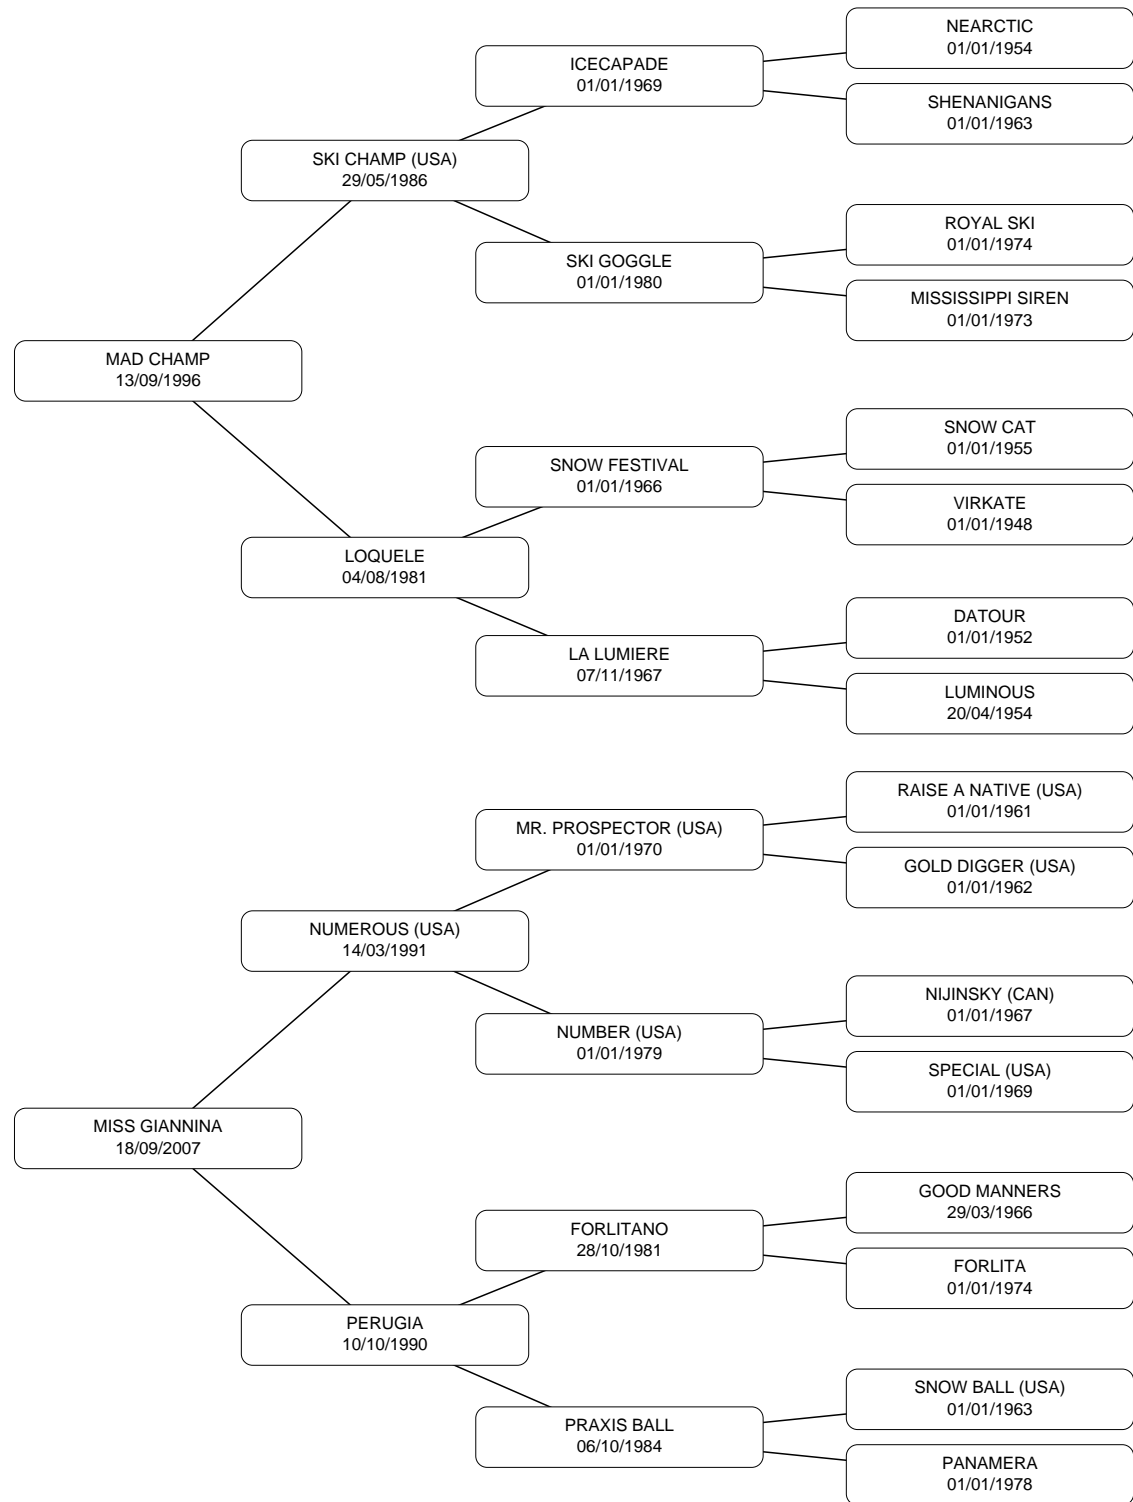 NEARCTIC
01/01/1954
ICECAPADE
01/01/1969
SHENANIGANS
01/01/1963
SKI CHAMP (USA)
29/05/1986
ROYAL SKI
01/01/1974
SKI GOGGLE
01/01/1980
MISSISSIPPI SIREN
01/01/1973
MAD CHAMP
13/09/1996
SNOW CAT
01/01/1955
SNOW FESTIVAL
01/01/1966
VIRKATE
01/01/1948
LOQUELE
04/08/1981
DATOUR
01/01/1952
LA LUMIERE
07/11/1967
LUMINOUS
20/04/1954
RAISE A NATIVE (USA)
01/01/1961
MR. PROSPECTOR (USA)
01/01/1970
GOLD DIGGER (USA)
01/01/1962
NUMEROUS (USA)
14/03/1991
NIJINSKY (CAN)
01/01/1967
NUMBER (USA)
01/01/1979
SPECIAL (USA)
01/01/1969
MISS GIANNINA
18/09/2007
GOOD MANNERS
29/03/1966
FORLITANO
28/10/1981
FORLITA
01/01/1974
PERUGIA
10/10/1990
SNOW BALL (USA)
01/01/1963
PRAXIS BALL
06/10/1984
PANAMERA
01/01/1978